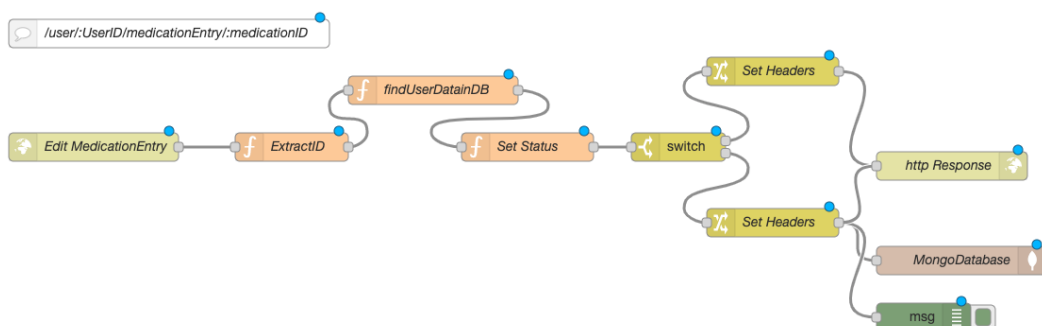 /user/:UserID/medicationEntry/:medicationID
Set Headers
findUserDatainDB
Edit MedicationEntry
ExtractID
Set Status
switch
http Response
Set Headers
MongoDatabase
msg